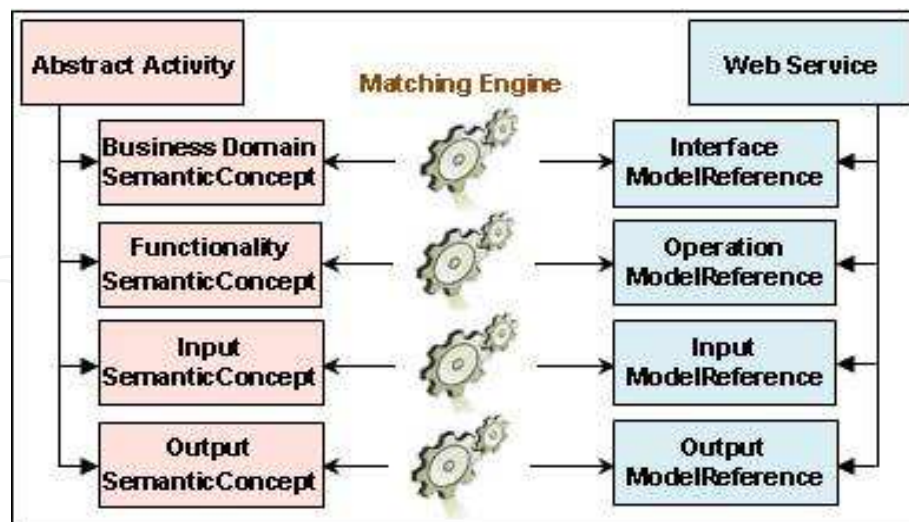 Abstract Activity
Matching Engine
Web Service
Business Domain
SemanticConcept
Interface
ModelReference
Functionality
SemanticConcept
Operation
ModelReference
Input
SemanticConcept
Input
ModelReference
Output
SemanticConcept
Output
ModelReference